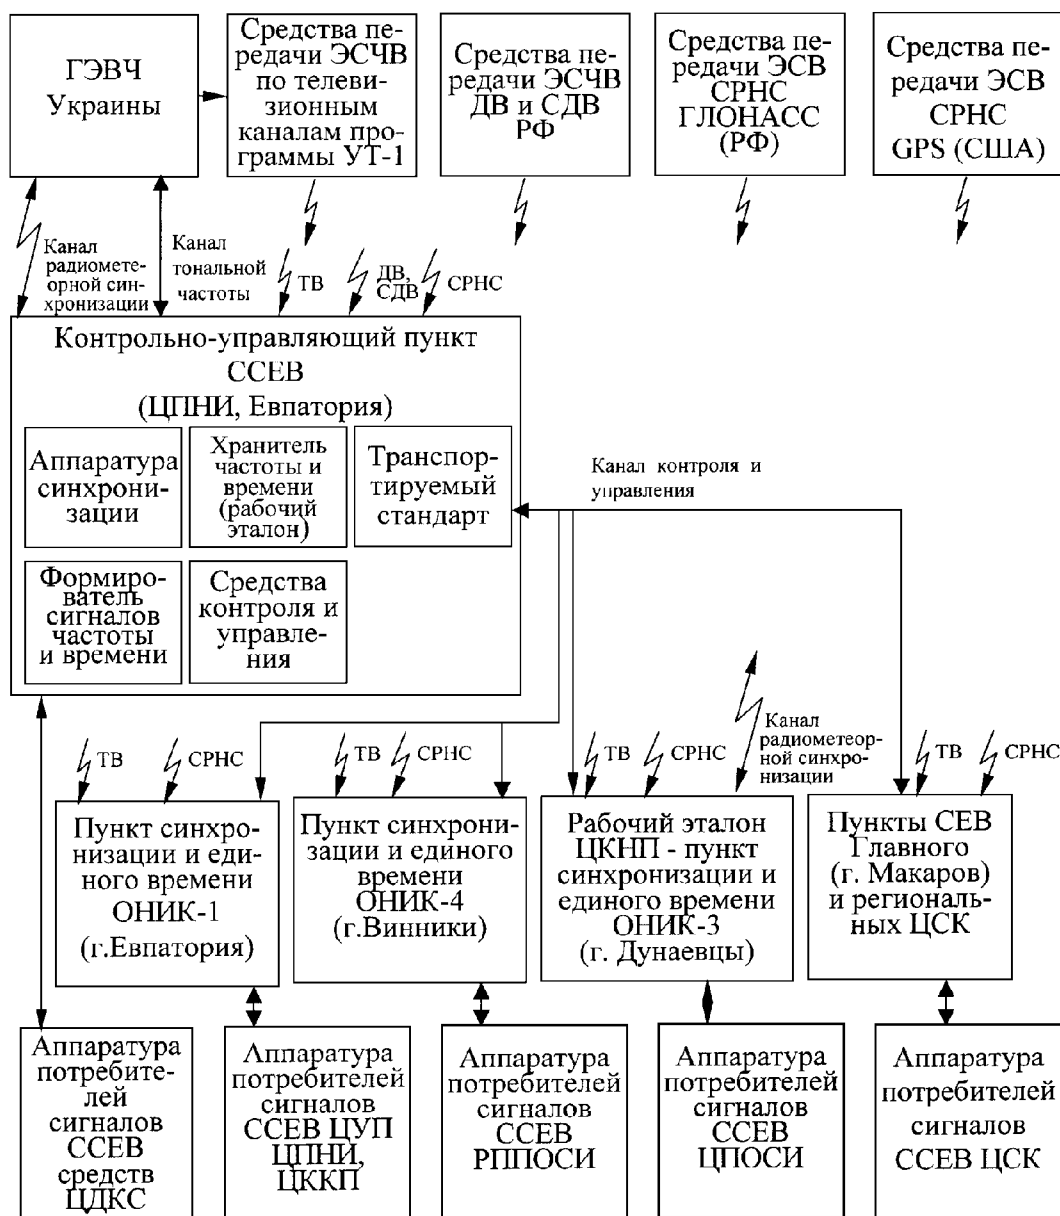 ГЭВЧ
Украины
Средства пе-
редачи ЭСЧВ
по телеви-
зионным
каналам про-
граммы УТ-1
Средства пе-
редачи ЭСЧВ
ДВ и СДВ
РФ
Средства пе-
редачи ЭСВ
СРНС
ГЛОНАСС
(РФ)
Средства пе-
редачи ЭСВ
СРНС
GPS (США)
Канал
радиомете-
орной син-
хронизации
Канал
тональной
частоты
ТВ
ДВ,
СДВ
СРНС
Контрольно-управляющий пункт
ССЕВ
(ЦПНИ, Евпатория)
Аппаратура
синхрони-
зации
Хранитель
частоты и
времени
(рабочий
эталон)
Транспор-
тируемый
стандарт
Формиро-
ватель
сигналов
частоты
и времени
Средства
контроля и
управле-
ния
Канал контроля и
управления
ТВ
СРНС
ТВ
СРНС
ТВ
СРНС
Канал
радиометеор-
ной синхро-
низации
ТВ
СРНС
Пункт синхро-
низации и еди-
ного времени
ОНИК-1
(г.Евпатория)
Пункт синхрони-
зации и единого
времени
ОНИК-4
(г.Винники)
Рабочий эталон
ЦКНП - пункт
синхронизации и
единого времени
ОНИК-3
(г. Дунаевцы)
Пункты СЕВ
Главного
(г. Макаров)
и региональ-
ных ЦСК
Аппаратура
потребите-
лей
сигналов
ССЕВ
средств
ЦДКС
Аппаратура
потребителей
сигналов
ССЕВ ЦУП
ЦПНИ,
ЦККП
Аппаратура
потребителей
сигналов
ССЕВ
РППОСИ
Аппаратура
потребителей
сигналов
ССЕВ
ЦПОСИ
Аппаратура
потребителей
сигналов
ССЕВ ЦСК